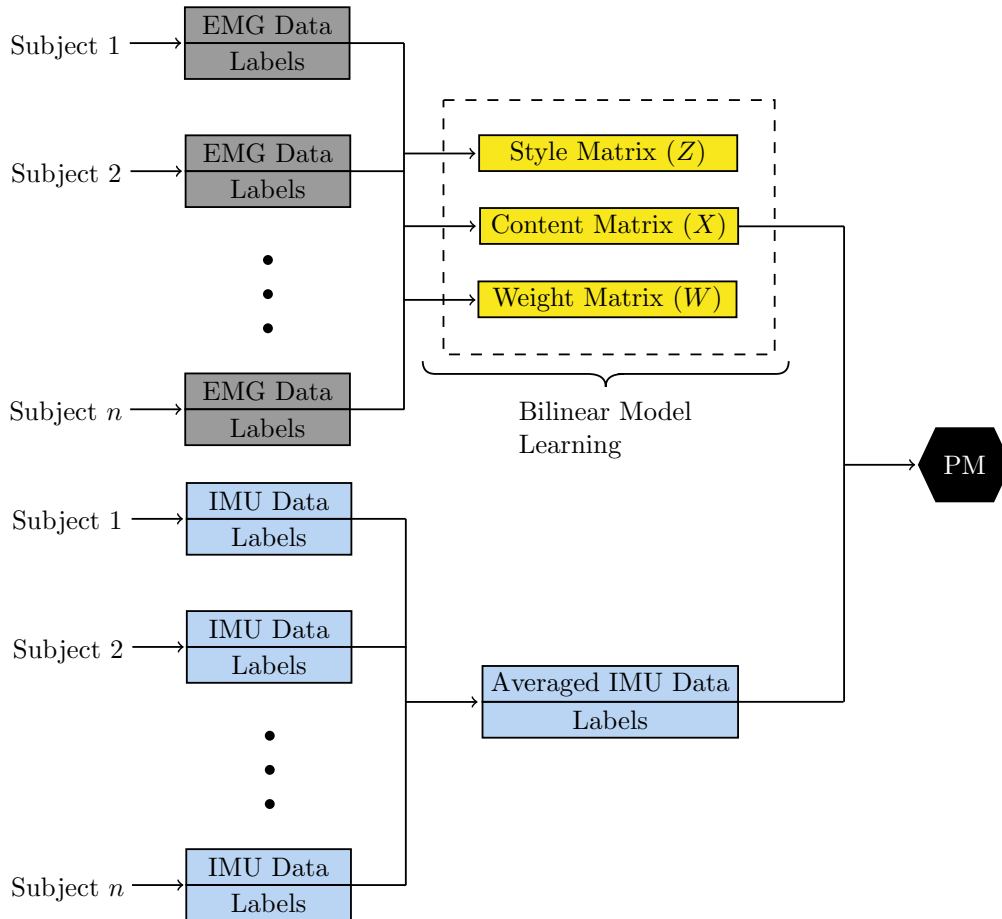 Subject 1
EMG Data
Labels
Subject 2
EMG Data
Labels
Subject n
EMG Data
Labels
Style Matrix (Z)
Content Matrix (X)
Weight Matrix (W)
Bilinear Model
Learning
PM
Subject 1
IMU Data
Labels
Subject 2
IMU Data
Labels
Averaged IMU Data
Labels
Subject n
IMU Data
Labels